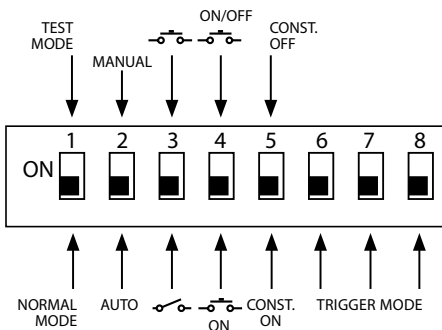 TEST
MODE
MANUAL
ON/OFF
CONST.
OFF
1 2 3 4 5 6 7 8
ON
NORMAL
MODE
AUTO
ON
CONST.
ON
TRIGGER MODE